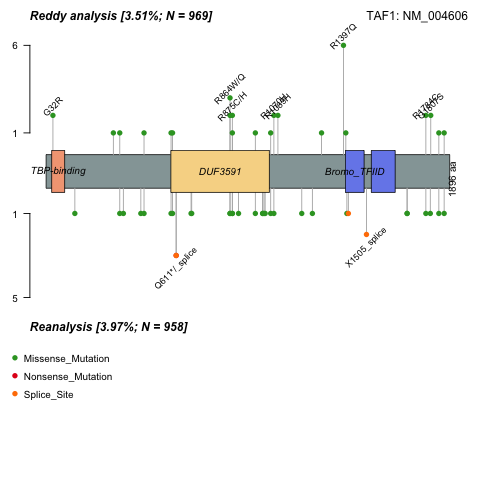 Reddy analysis [3.51%; N = 969]
TAF1: NM_004606
6
1
R1397Q
R864W/Q
R875C/H
G32R
TBP-binding
DUF3591
Bromo_TFIID
1896 aa
1
5
Q611*/_splice
X1505_splice
Reanalysis [3.97%; N = 958]
Missense_Mutation
Nonsense_Mutation
Splice_Site